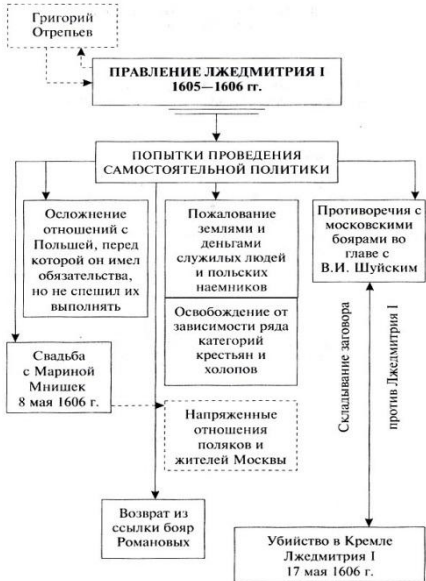 Григорий
Отрепьев
ПРАВЛЕНИЕ ЛЖЕДМИТРИЯ I
1605—1606 гг.
ПОПЫТКИ ПРОВЕДЕНИЯ
САМОСТОЯТЕЛЬНОЙ ПОЛИТИКИ
Осложнение
отношений с
Польшей, перед
которой он имел
обязательства,
но не спешил их
выполнять
Пожалование
землями и
деньгами
служилых людей
и польских
наемников
Противоречия с
московскими
боярами во
главе с
В.И. Шуйским
Освобождение от
зависимости ряда
категорий
крестьян и
холопов
Свадьба
с Мариной
Мнишек
8 мая 1606 г.
Напряженные
отношения
поляков и
жителей Москвы
Складывание заговора
против Лжедмитрия I
Возврат из
ссылки бояр
Романовых
Убийство в Кремле
Лжедмитрия I
17 мая 1606 г.